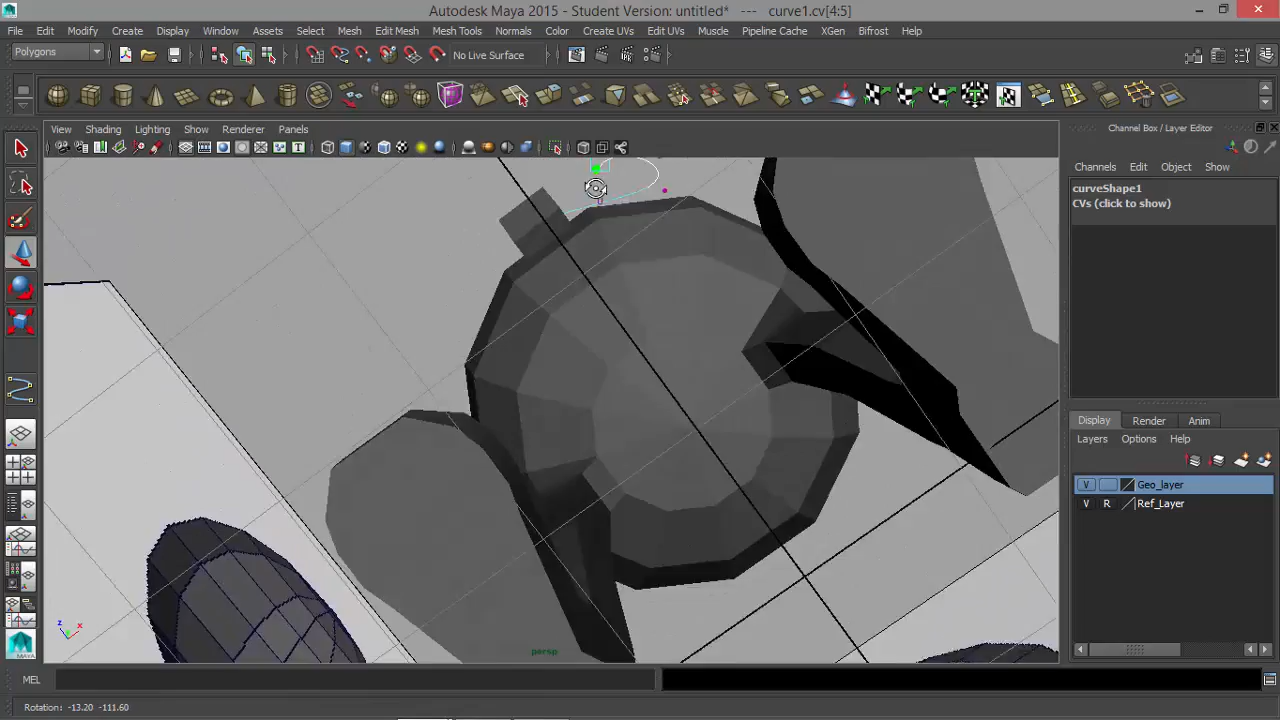 Autodesk Maya 2015 - Student Version: untitled*   ---   curve1.cv[4:5]
File Edit Modify Create Display Window Assets Select Mesh Edit Mesh Mesh Tools Normals Color Create UVs Edit UVs Muscle Pipeline Cache XGen Bifrost Help
Polygons
No Live Surface
View Shading Lighting Show Renderer Panels
Channel Box / Layer Editor
Channels Edit Object Show
curveShape1
CVs (click to show)
Display Render Anim
Layers Options Help
V Geo_layer
V R Ref_Layer
z x
persp
MAYA
MEL
Rotation: -13.20 -111.60